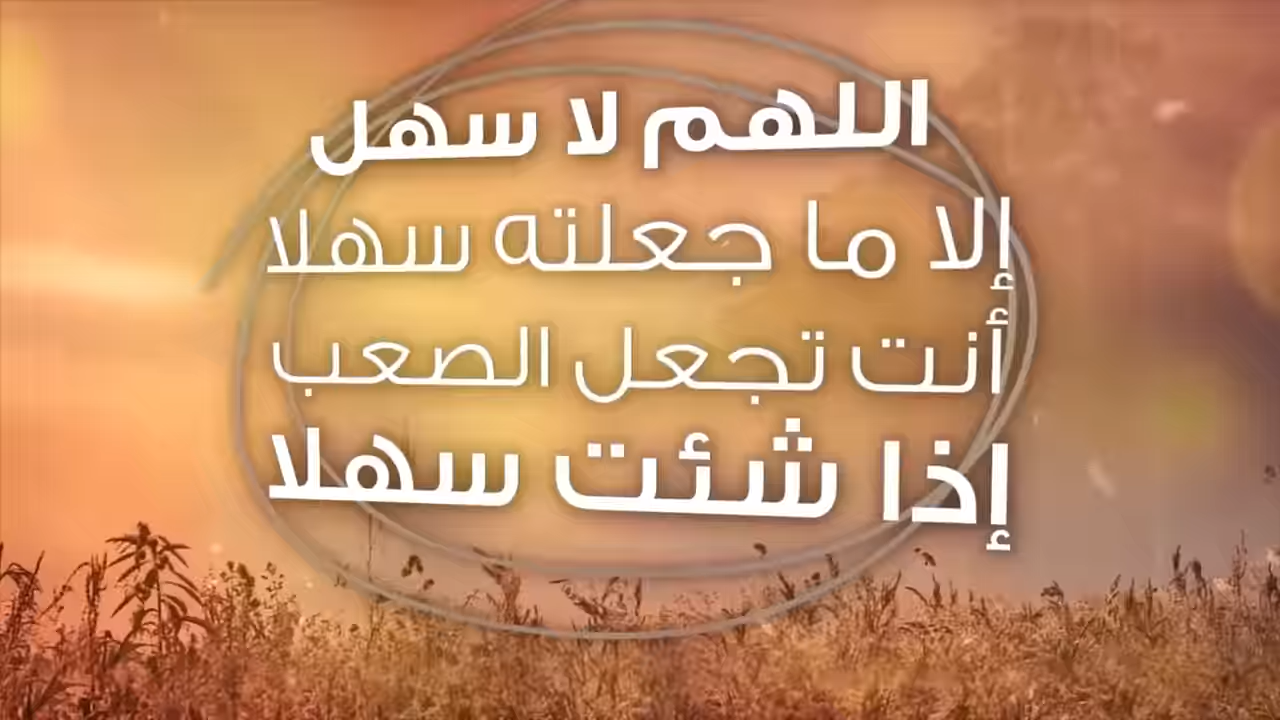 اللهم لا سهل
إلا ما جعلته سهلا
أنت تجعل الصعب
إذا شئت سهلا